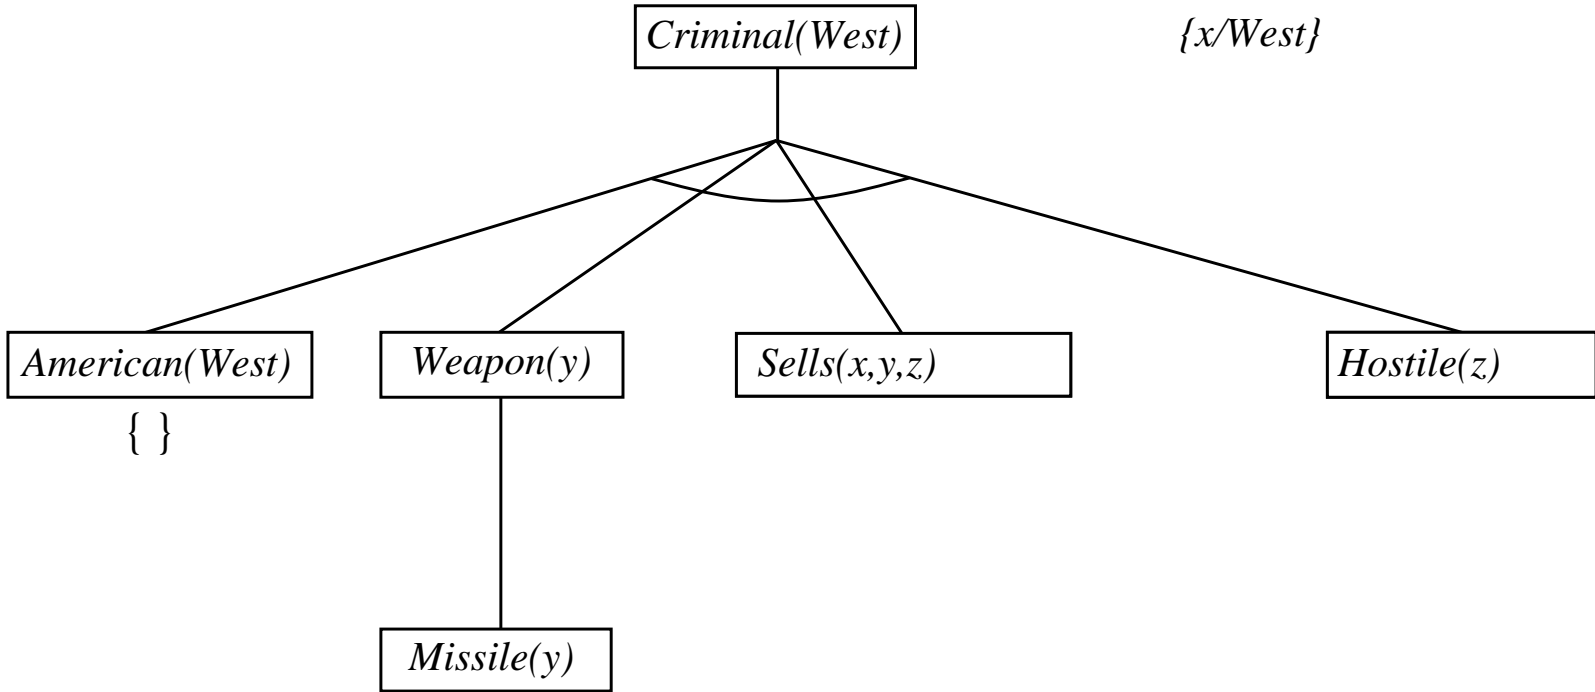 Criminal(West)
{x/West}
American(West)
Weapon(y)
Sells(x,y,z)
Hostile(z)
{ }
Missile(y)